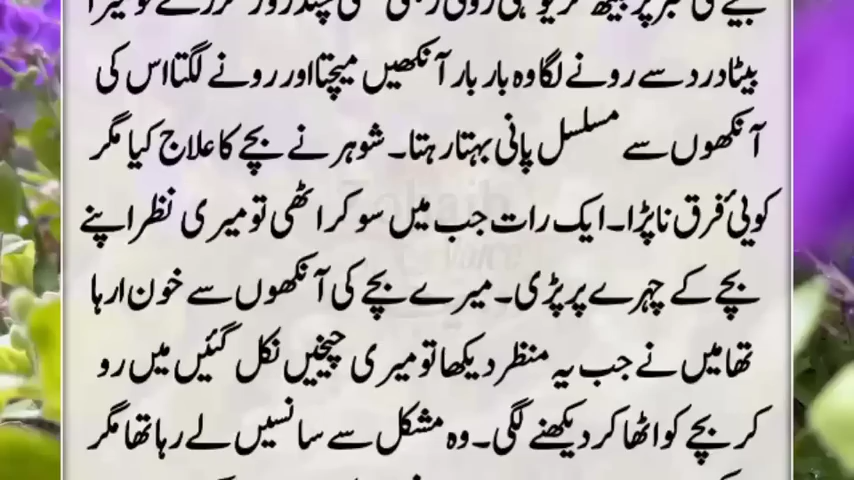 بیٹا درد سے رونے لگا وہ بار بار آنکھیں میچتا اور رونے لگتا اس کی
آنکھوں سے مسلسل پانی بہتا رہتا۔ شوہر نے بچے کا علاج کیا مگر
کویی فرق نا پڑا۔ ایک رات جب میں سو کر اٹھی تو میری نظر اپنے
بچے کے چہرے پر پڑی۔ میرے بچے کی آنکھوں سے خون ارہا
تھا میں نے جب یہ منظر دیکھا تو میری چیخیں نکل گئیں میں رو
کر بچے کو اٹھا کر دیکھنے لگی۔ وہ مشکل سے سانسیں لے رہا تھا مگر